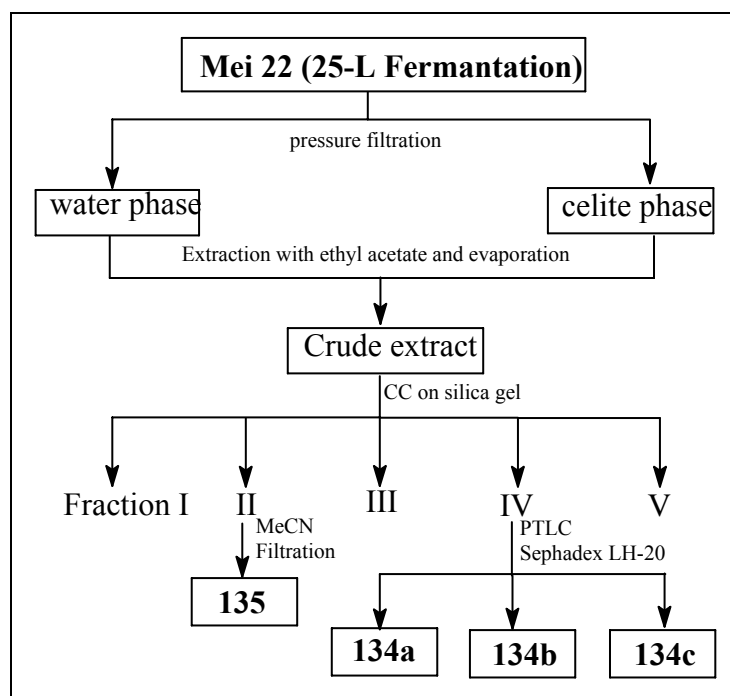 Mei 22 (25-L Fermantation)
pressure filtration
water phase
celite phase
Extraction with ethyl acetate and evaporation
Crude extract
CC on silica gel
Fraction I
II
III
IV
V
MeCN
Filtration
PTLC
Sephadex LH-20
135
134a
134b
134c